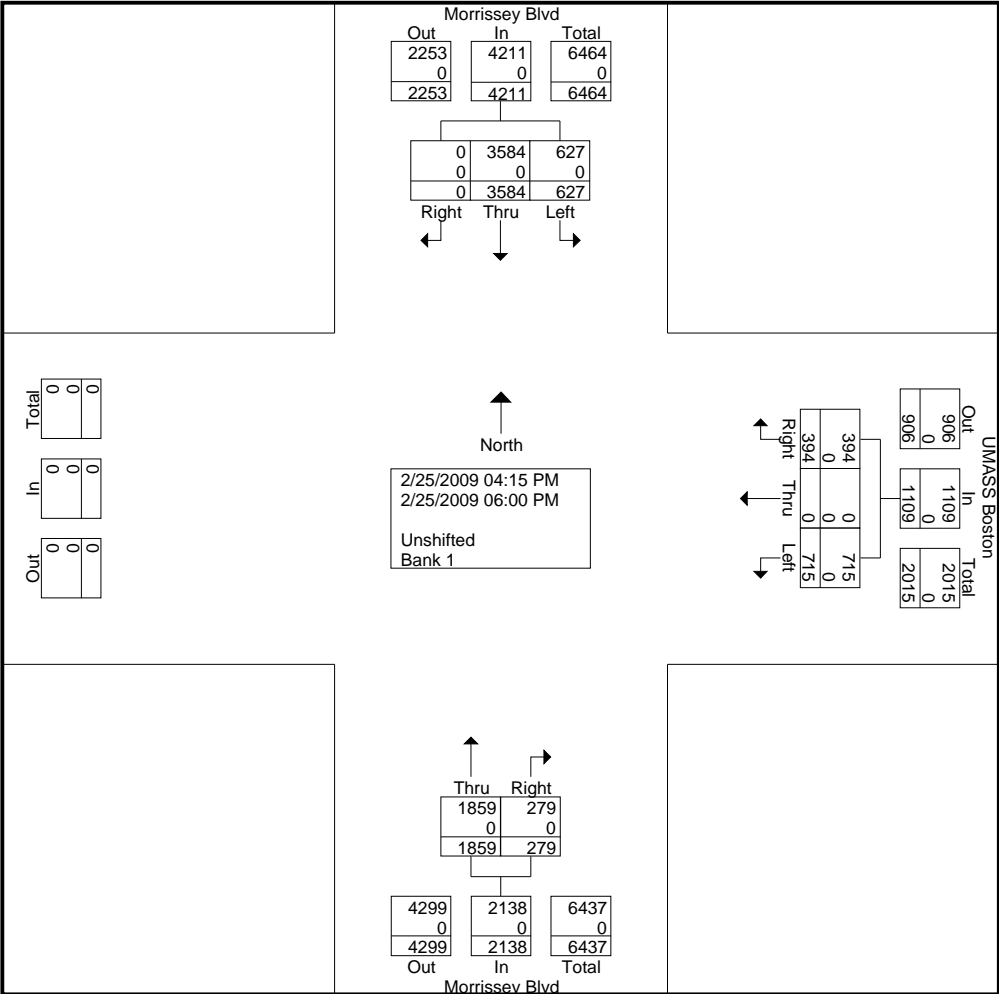 Morrissey Blvd
Out In Total
2253 4211 6464
0 0 0
2253 4211 6464
0 3584 627
0 0 0
0 3584 627
Right Thru Left
Total
0 0 0
In
0 0 0
Out
0 0 0
North
2/25/2009 04:15 PM
2/25/2009 06:00 PM
Unshifted
Bank 1
UMASS Boston
Out In Total
906 1109 2015
0 0 0
906 1109 2015
394 0 715
0 0 0
394 0 715
Right Thru Left
Thru Right
1859 279
0 0
1859 279
4299 2138 6437
0 0 0
4299 2138 6437
Out In Total
Morrissey Blvd